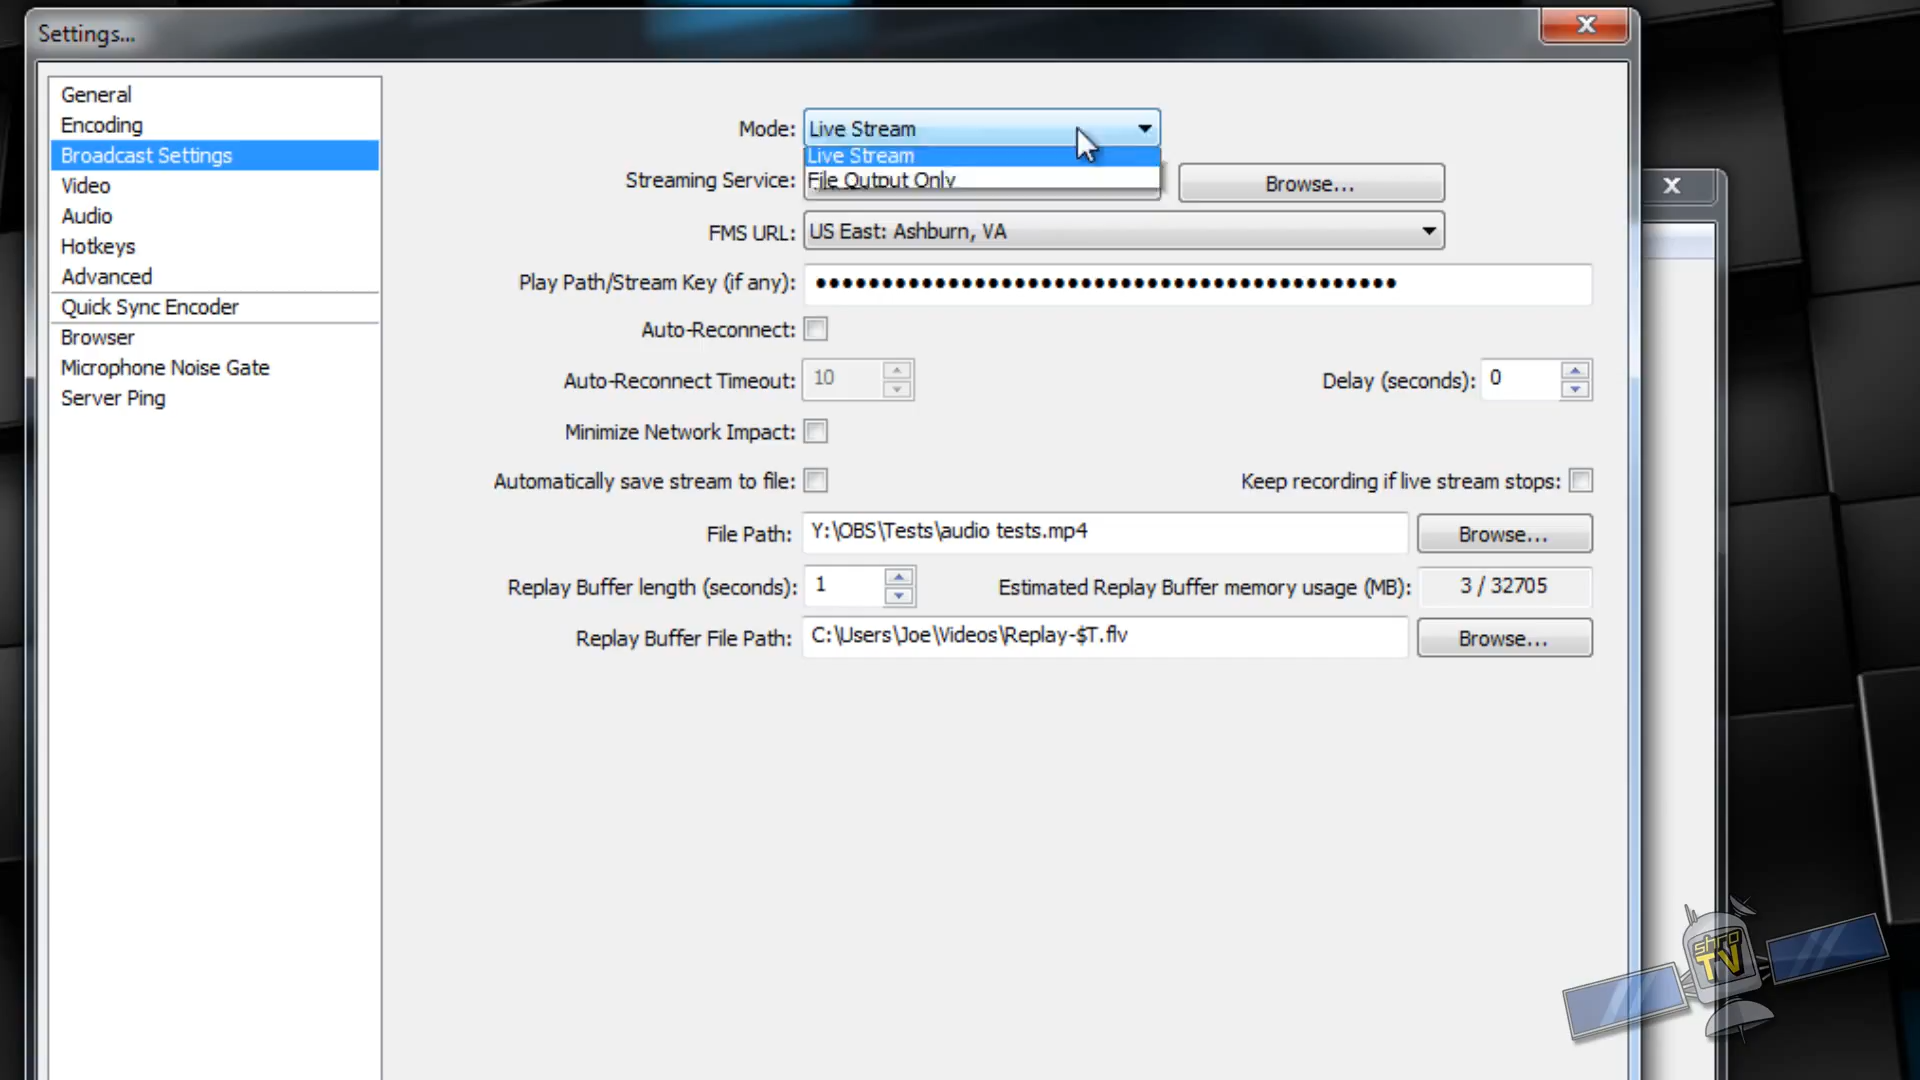 Settings...
General
Encoding
Broadcast Settings
Video
Audio
Hotkeys
Advanced
Quick Sync Encoder
Browser
Microphone Noise Gate
Server Ping
Mode: Live Stream
Live Stream
File Output Only
Streaming Service: Browse...
FMS URL: US East: Ashburn, VA
Play Path/Stream Key (if any): ••••••••••••••••••••••••••••••••••••••••••••
Auto-Reconnect:
Auto-Reconnect Timeout: 10 Delay (seconds): 0
Minimize Network Impact:
Automatically save stream to file: Keep recording if live stream stops:
File Path: Y:\OBS\Tests\audio tests.mp4 Browse...
Replay Buffer length (seconds): 1 Estimated Replay Buffer memory usage (MB): 3 / 32705
Replay Buffer File Path: C:\Users\Joe\Videos\Replay-$T.flv Browse...
shro
TV